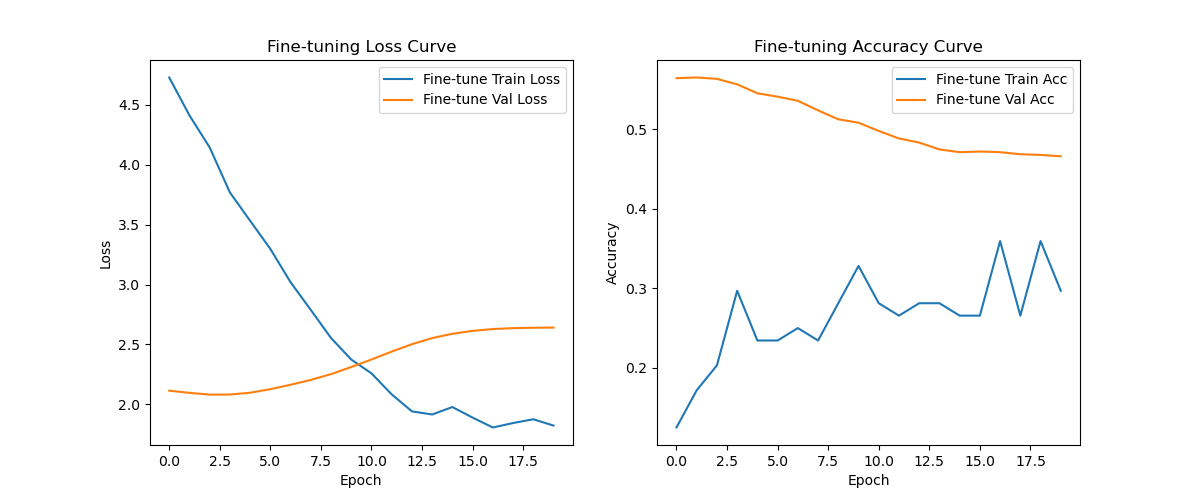 Fine-tuning Loss Curve
Fine-tune Train Loss
Fine-tune Val Loss
4.5
4.0
3.5
3.0
2.5
2.0
Loss
0.0 2.5 5.0 7.5 10.0 12.5 15.0 17.5
Epoch
Fine-tuning Accuracy Curve
Fine-tune Train Acc
Fine-tune Val Acc
0.5
0.4
0.3
0.2
Accuracy
0.0 2.5 5.0 7.5 10.0 12.5 15.0 17.5
Epoch